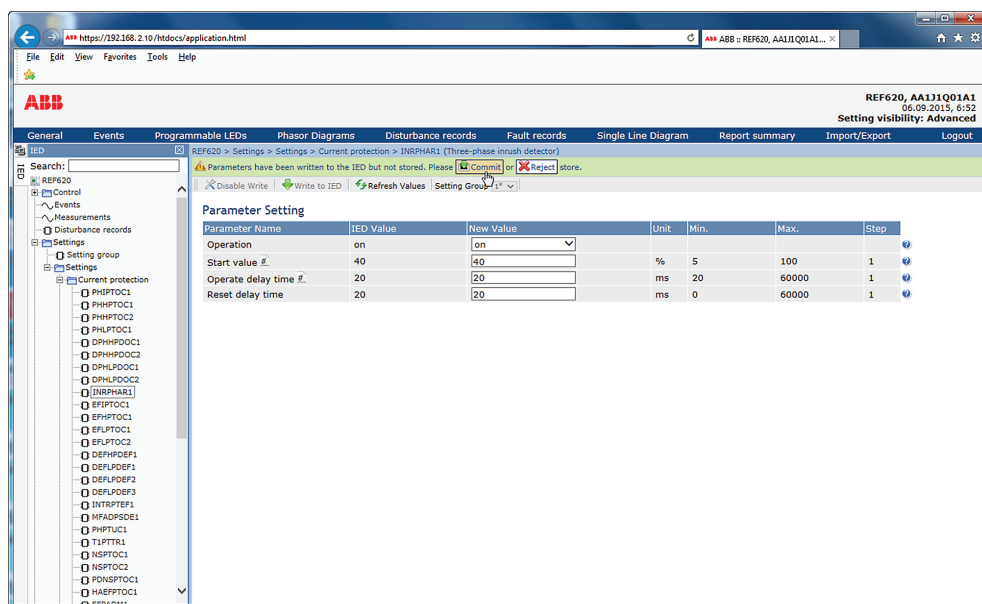 https://192.168.2.10/htdocs/application.html
ABB :: REF620, AA1J1Q01A1...
File Edit View Favorites Tools Help
ABB
REF620, AA1J1Q01A1
06.09.2015, 6:52
Setting visibility: Advanced
General Events Programmable LEDs Phasor Diagrams Disturbance records Fault records Single Line Diagram Report summary Import/Export Logout
IED
REF620 > Settings > Settings > Current protection > INRPHAR1 (Three-phase inrush detector)
IED
Search:
Parameters have been written to the IED but not stored. Please Commit or Reject store.
Disable Write Write to IED Refresh Values Setting Group 1*
REF620
Control
Events
Measurements
Disturbance records
Settings
Setting group
Settings
Current protection
PHIPTOC1
PHHPTOC1
PHHPTOC2
PHLPTOC1
DPHHPDOC1
DPHHPDOC2
DPHLPDOC1
DPHLPDOC2
INRPHAR1
EFIPTOC1
EFHPTOC1
EFLPTOC1
EFLPTOC2
DEFHPDEF1
DEFLPDEF1
DEFLPDEF2
DEFLPDEF3
INTRPTEF1
MFADPSDE1
PHPTUC1
T1PTTR1
NSPTOC1
NSPTOC2
PDNSPTOC1
HAEFPTOC1
Parameter Setting
Parameter Name IED Value New Value Unit Min. Max. Step
Operation on on
Start value # 40 40 % 5 100 1
Operate delay time # 20 20 ms 20 60000 1
Reset delay time 20 20 ms 0 60000 1